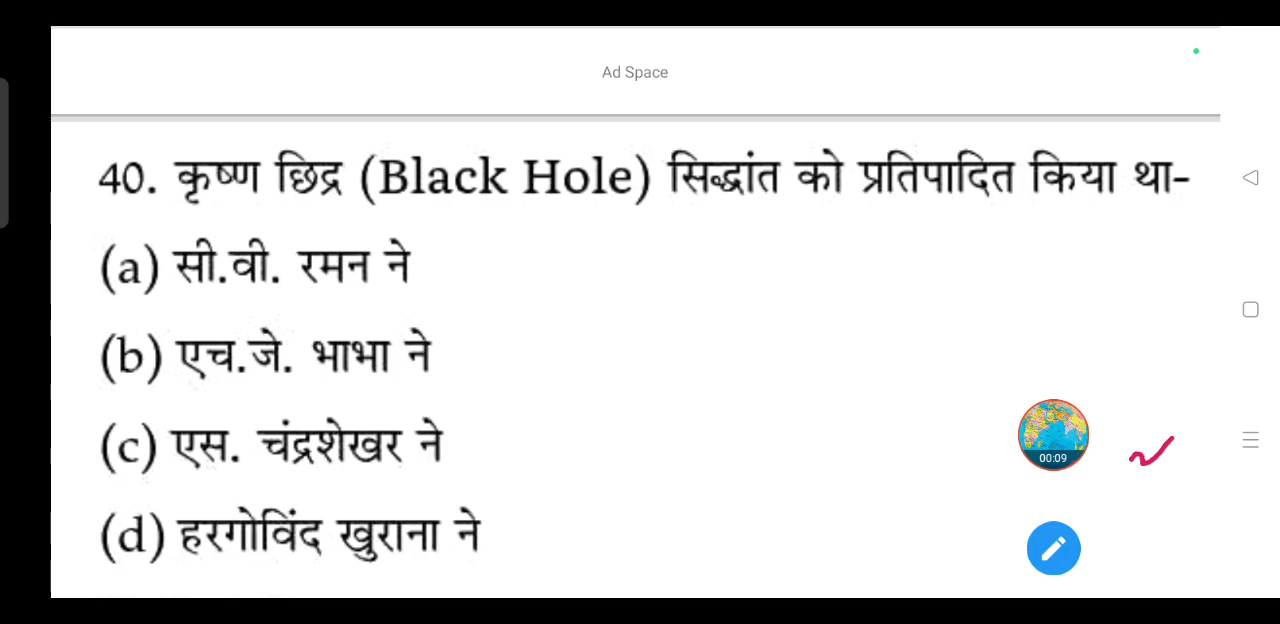 Ad Space
40. कृष्ण छिद्र (Black Hole) सिद्धांत को प्रतिपादित किया था-
(a) सी.वी. रमन ने
(b) एच.जे. भाभा ने
(c) एस. चंद्रशेखर ने
(d) हरगोविंद खुराना ने
00:09